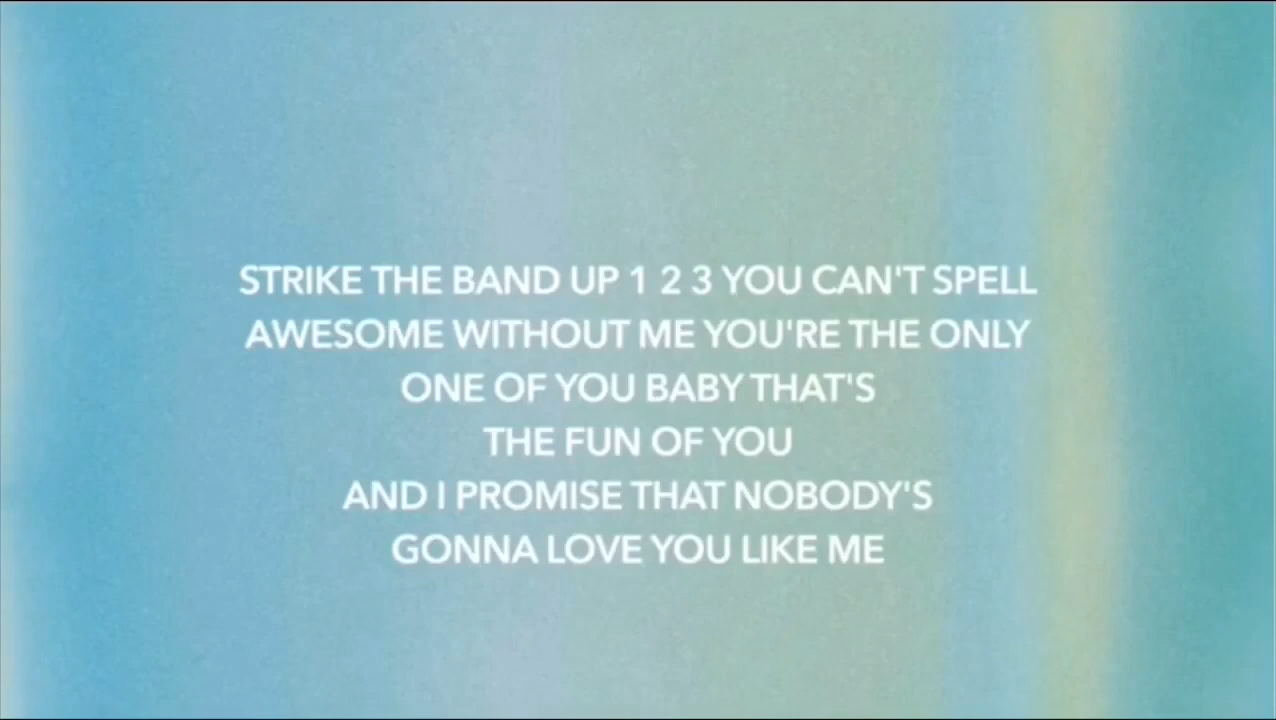 STRIKE THE BAND UP 1 2 3 YOU CAN'T SPELL
AWESOME WITHOUT ME YOU'RE THE ONLY
ONE OF YOU BABY THAT'S
THE FUN OF YOU
AND I PROMISE THAT NOBODY'S
GONNA LOVE YOU LIKE ME